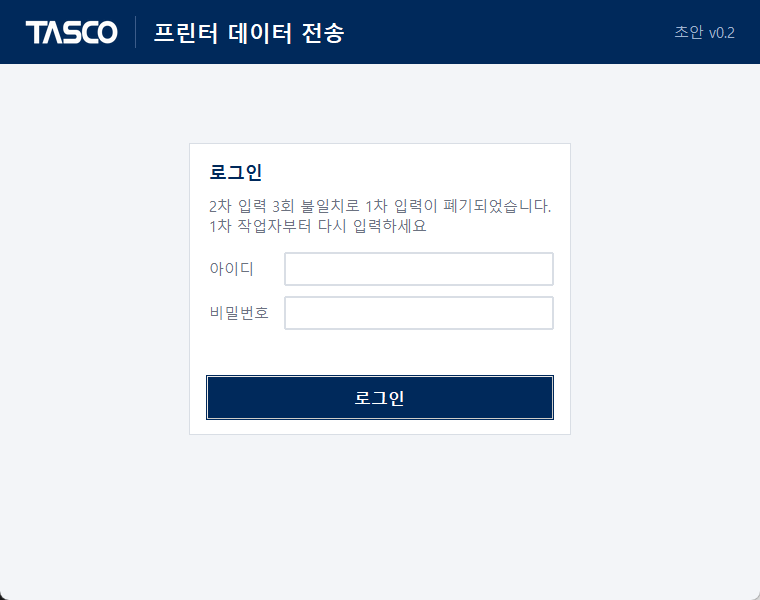 TASCO 프린터 데이터 전송 초안 v0.2
로그인
2차 입력 3회 불일치로 1차 입력이 폐기되었습니다.
1차 작업자부터 다시 입력하세요
아이디
비밀번호
로그인